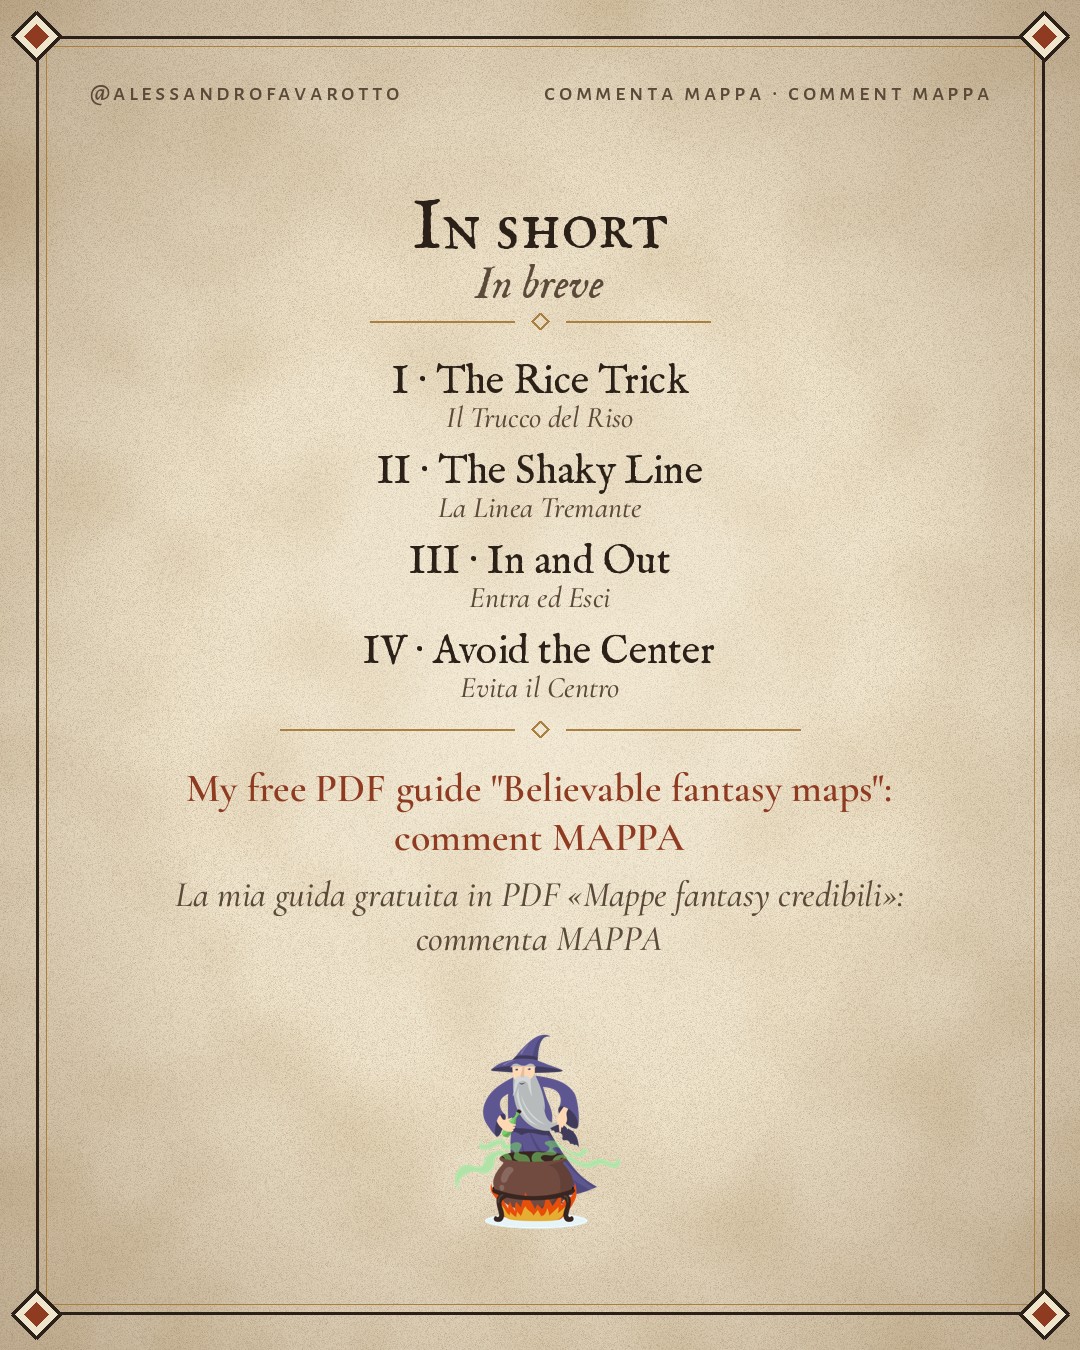 @ALESSANDROFAVAROTTO
COMMENTA MAPPA · COMMENT MAPPA
In short
In breve
I · The Rice Trick
Il Trucco del Riso
II · The Shaky Line
La Linea Tremante
III · In and Out
Entra ed Esci
IV · Avoid the Center
Evita il Centro
My free PDF guide "Believable fantasy maps":
comment MAPPA
La mia guida gratuita in PDF «Mappe fantasy credibili»:
commenta MAPPA